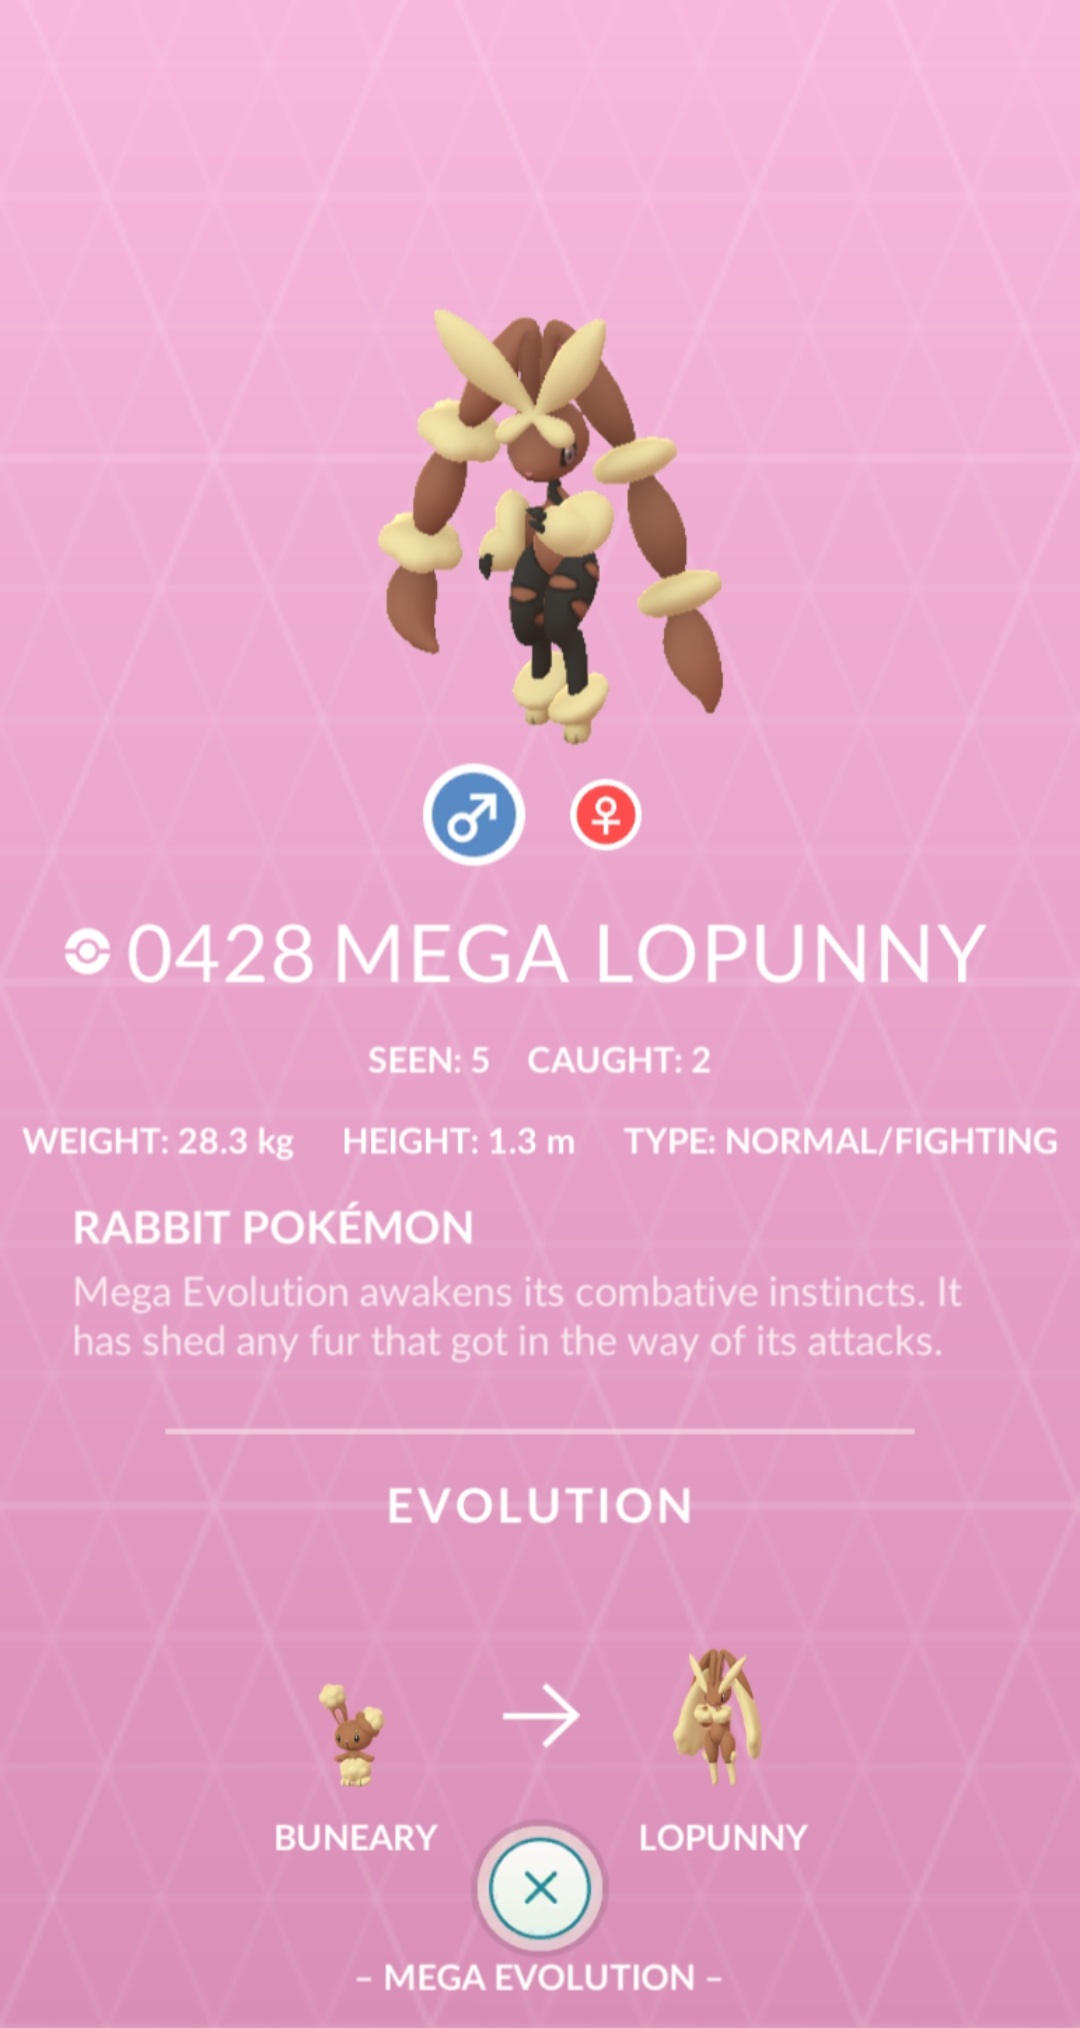 0428 MEGA LOPUNNY
SEEN: 5 CAUGHT: 2
WEIGHT: 28.3 kg HEIGHT: 1.3 m TYPE: NORMAL/FIGHTING
RABBIT POKÉMON
Mega Evolution awakens its combative instincts. It
has shed any fur that got in the way of its attacks.
EVOLUTION
BUNEARY LOPUNNY
– MEGA EVOLUTION –